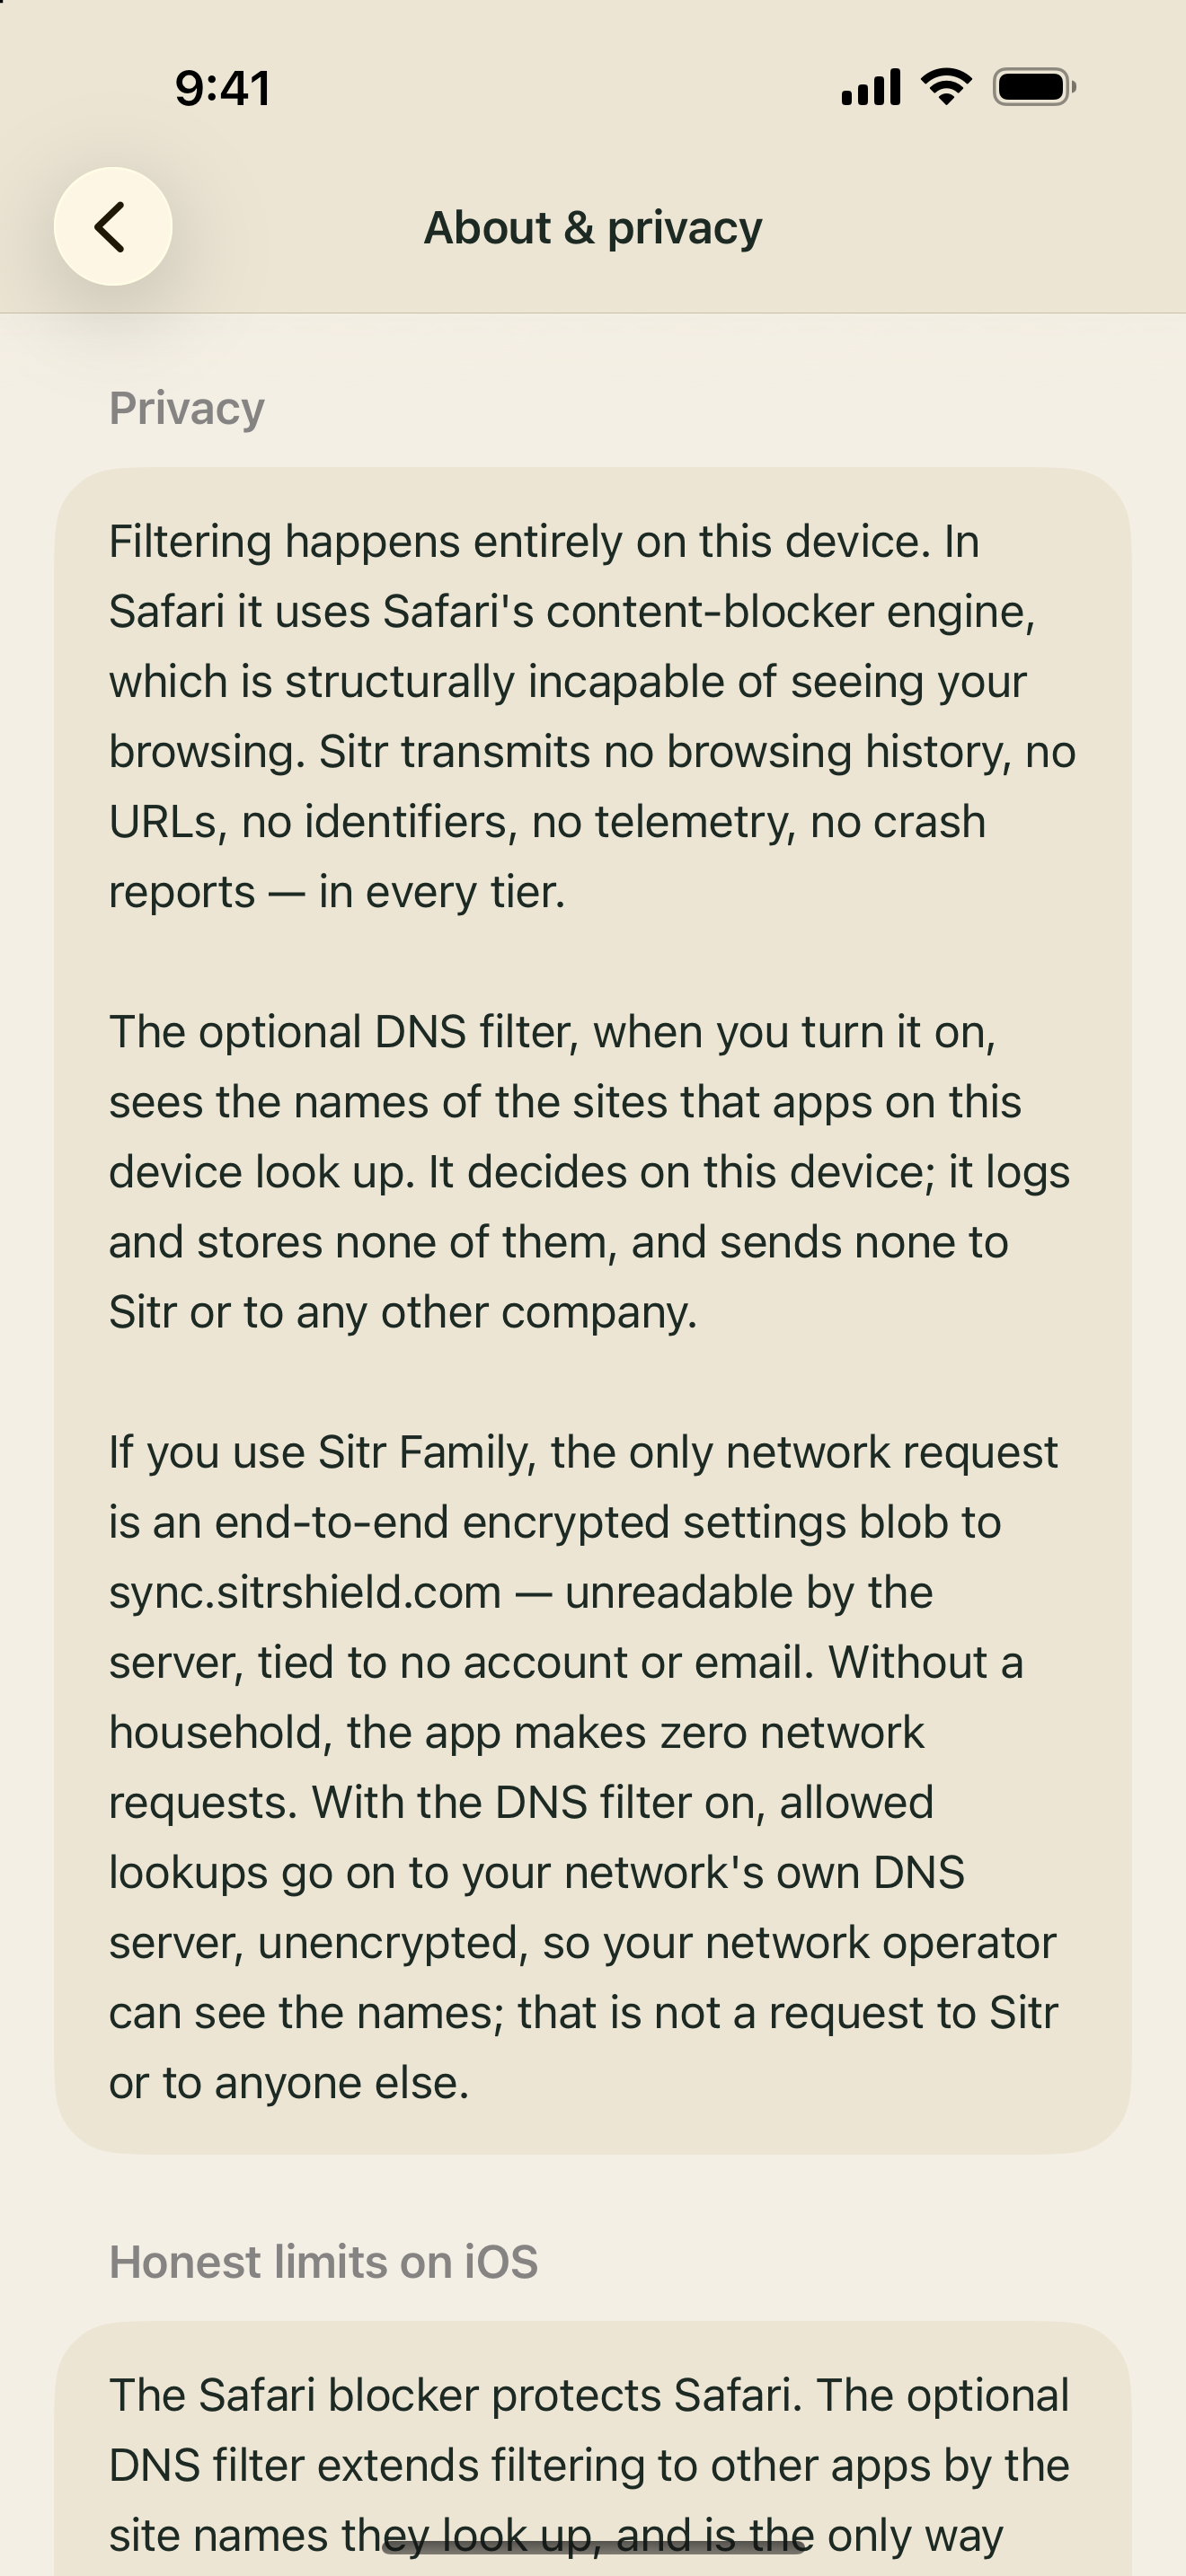 9:41
About & privacy
Privacy
Filtering happens entirely on this device. In
Safari it uses Safari's content-blocker engine,
which is structurally incapable of seeing your
browsing. Sitr transmits no browsing history, no
URLs, no identifiers, no telemetry, no crash
reports — in every tier.
The optional DNS filter, when you turn it on,
sees the names of the sites that apps on this
device look up. It decides on this device; it logs
and stores none of them, and sends none to
Sitr or to any other company.
If you use Sitr Family, the only network request
is an end-to-end encrypted settings blob to
sync.sitrshield.com — unreadable by the
server, tied to no account or email. Without a
household, the app makes zero network
requests. With the DNS filter on, allowed
lookups go on to your network's own DNS
server, unencrypted, so your network operator
can see the names; that is not a request to Sitr
or to anyone else.
Honest limits on iOS
The Safari blocker protects Safari. The optional
DNS filter extends filtering to other apps by the
site names they look up, and is the only way